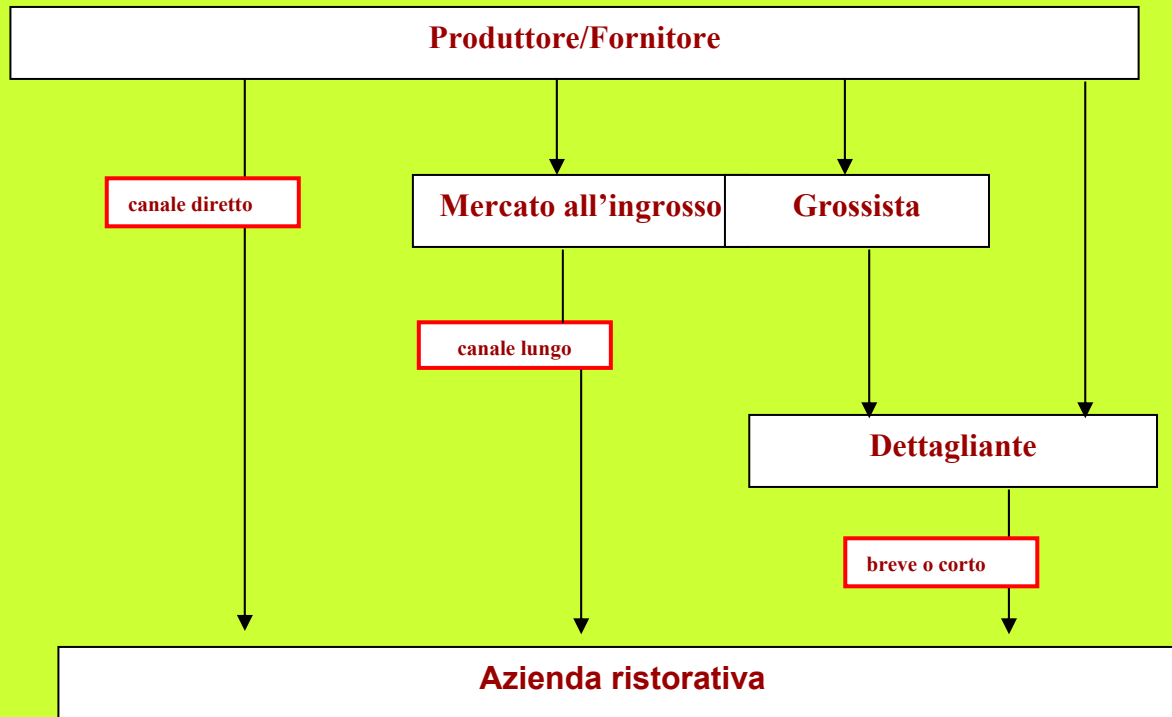 Produttore/Fornitore
canale diretto
Mercato all’ingrosso
Grossista
canale lungo
Dettagliante
breve o corto
Azienda ristorativa